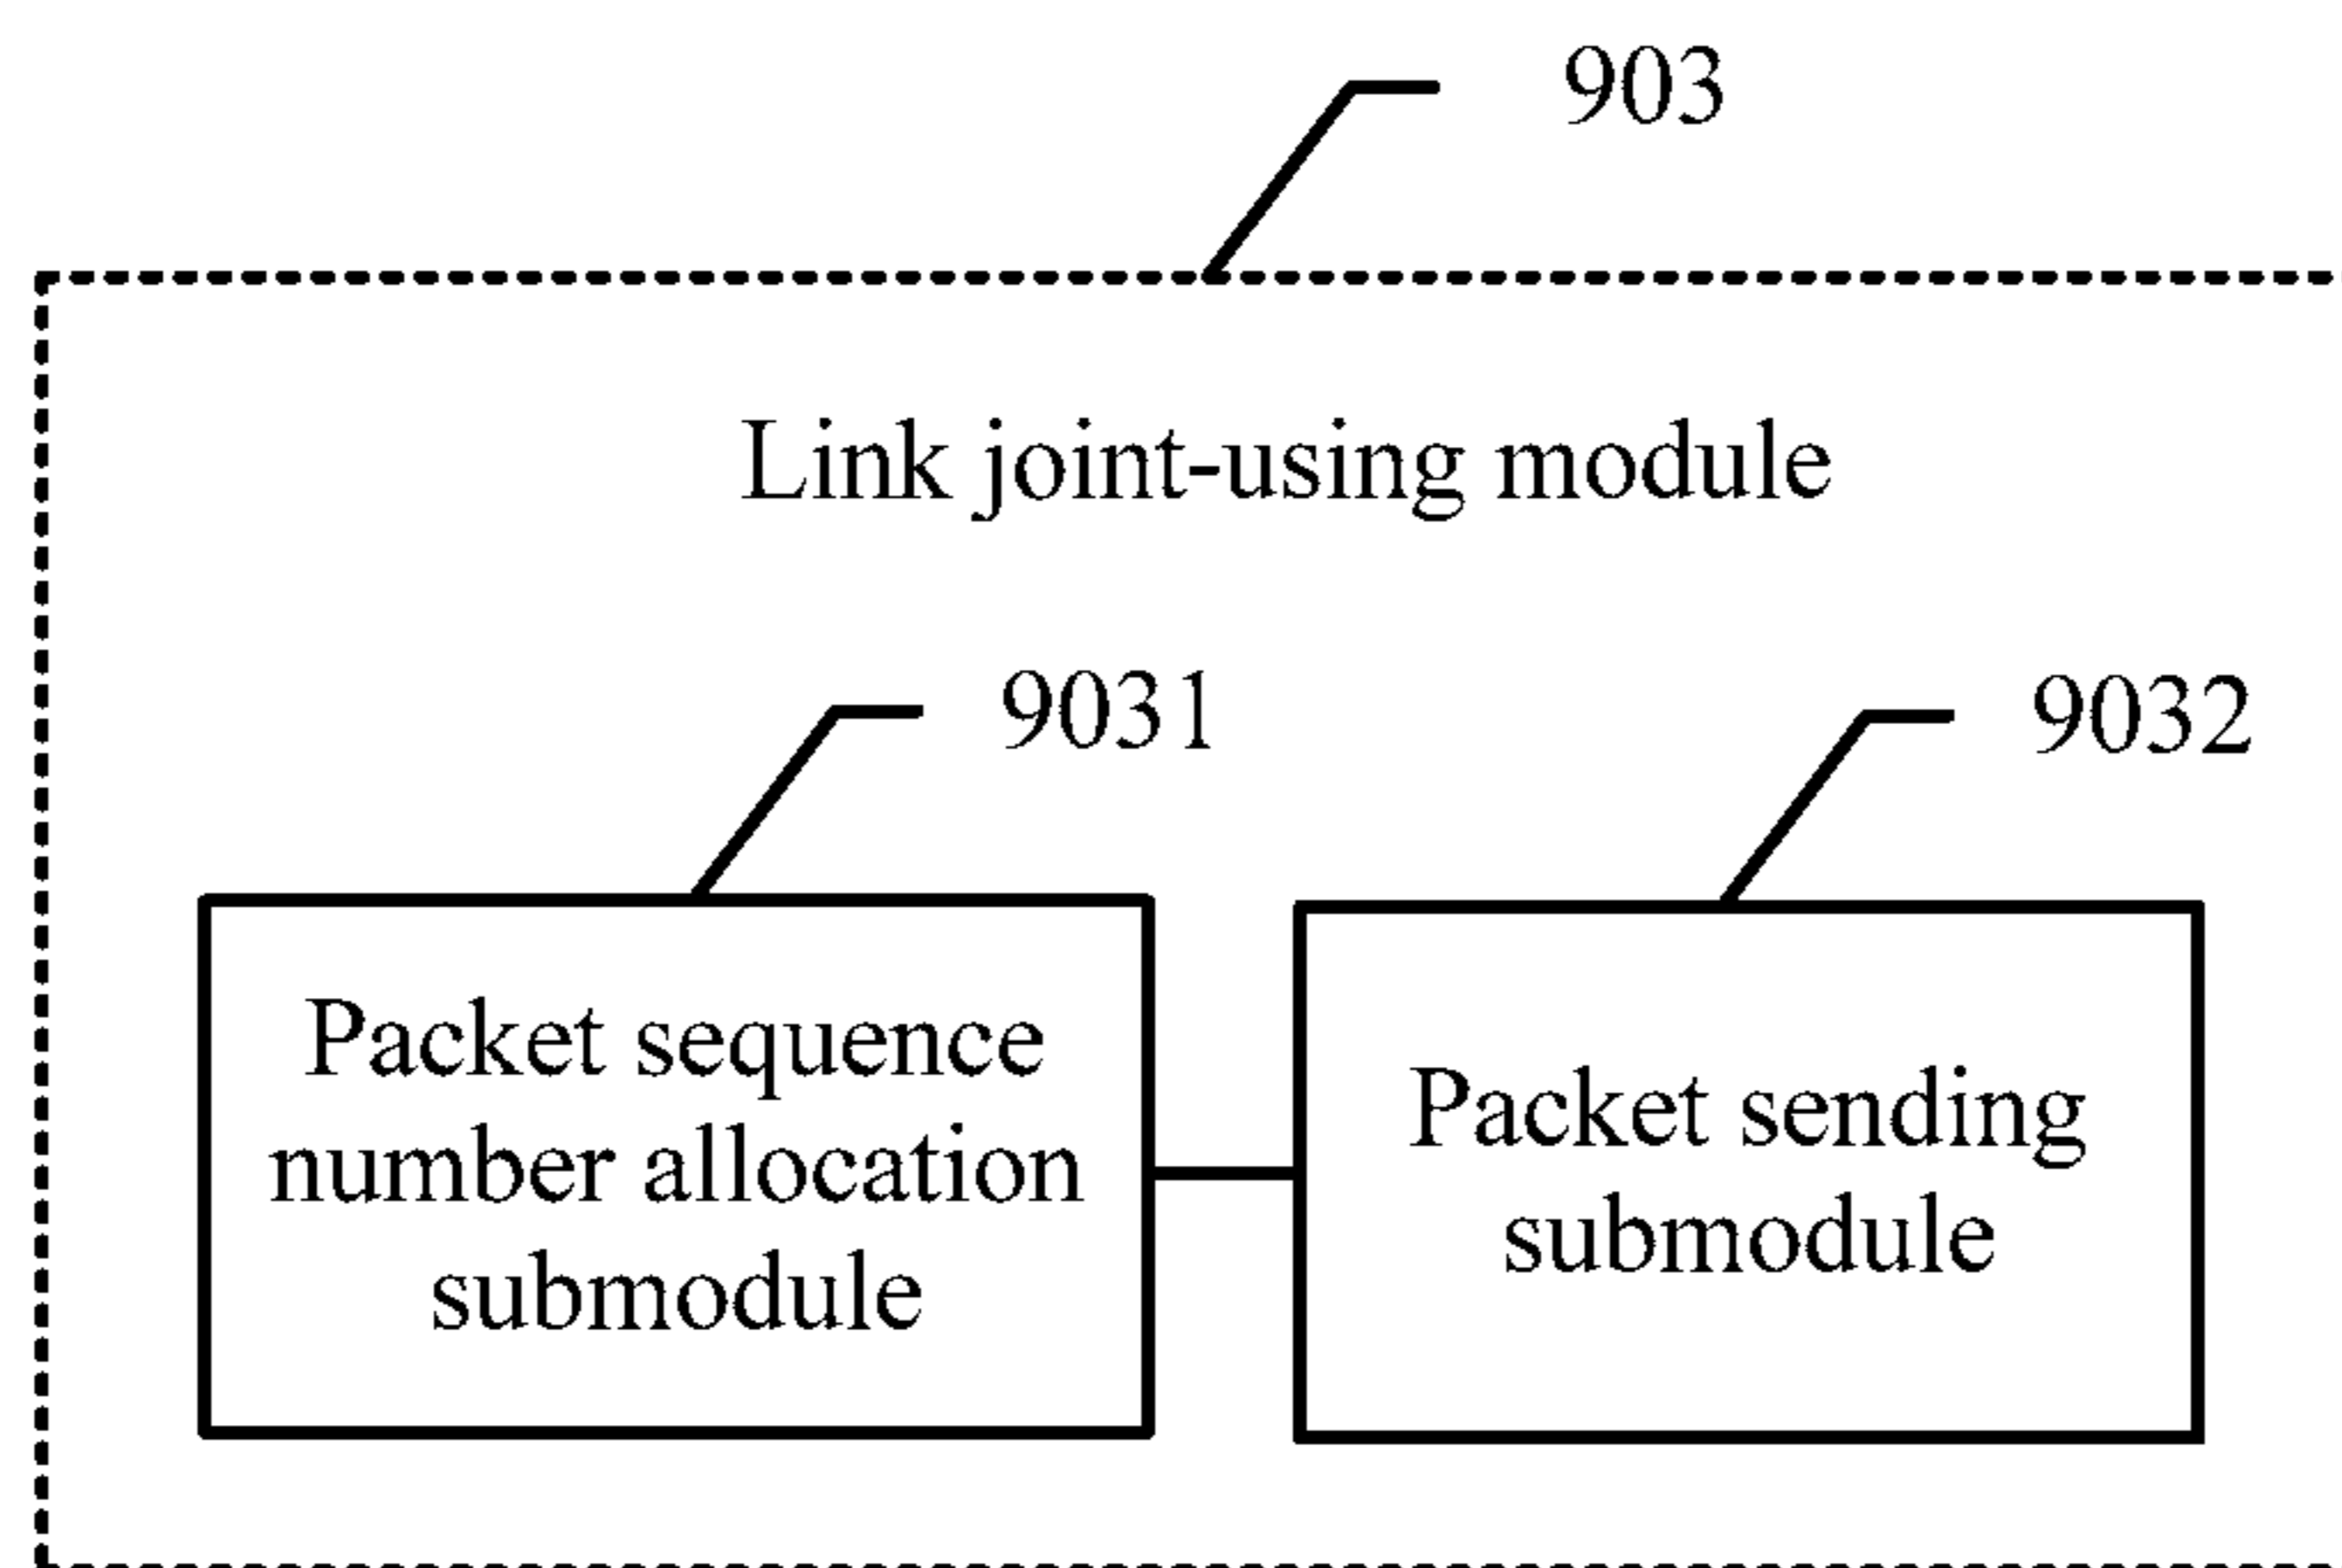 903
Link joint-using module
9031
9032
Packet sequence
number allocation
submodule
Packet sending
submodule